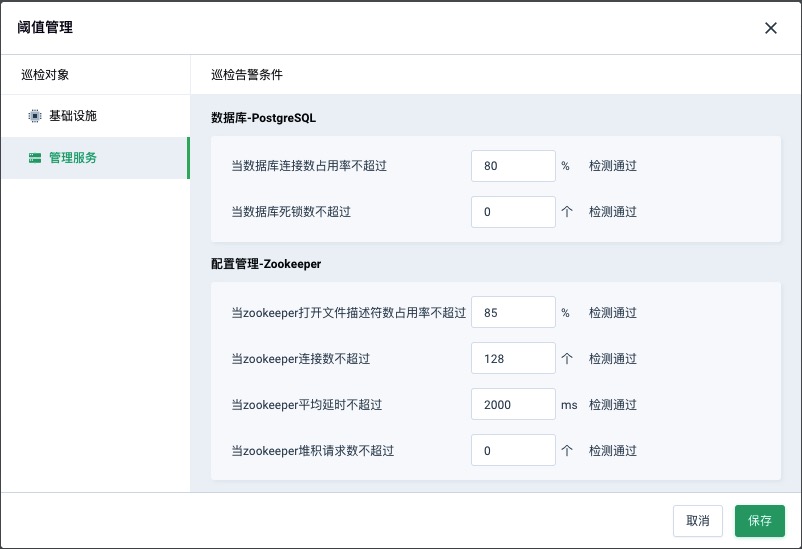 阈值管理
巡检对象
巡检告警条件
基础设施
管理服务
数据库-PostgreSQL
当数据库连接数占用率不超过 80 % 检测通过
当数据库死锁数不超过 0 个 检测通过
配置管理-Zookeeper
当zookeeper打开文件描述符数占用率不超过 85 % 检测通过
当zookeeper连接数不超过 128 个 检测通过
当zookeeper平均延时不超过 2000 ms 检测通过
当zookeeper堆积请求数不超过 0 个 检测通过
取消 保存